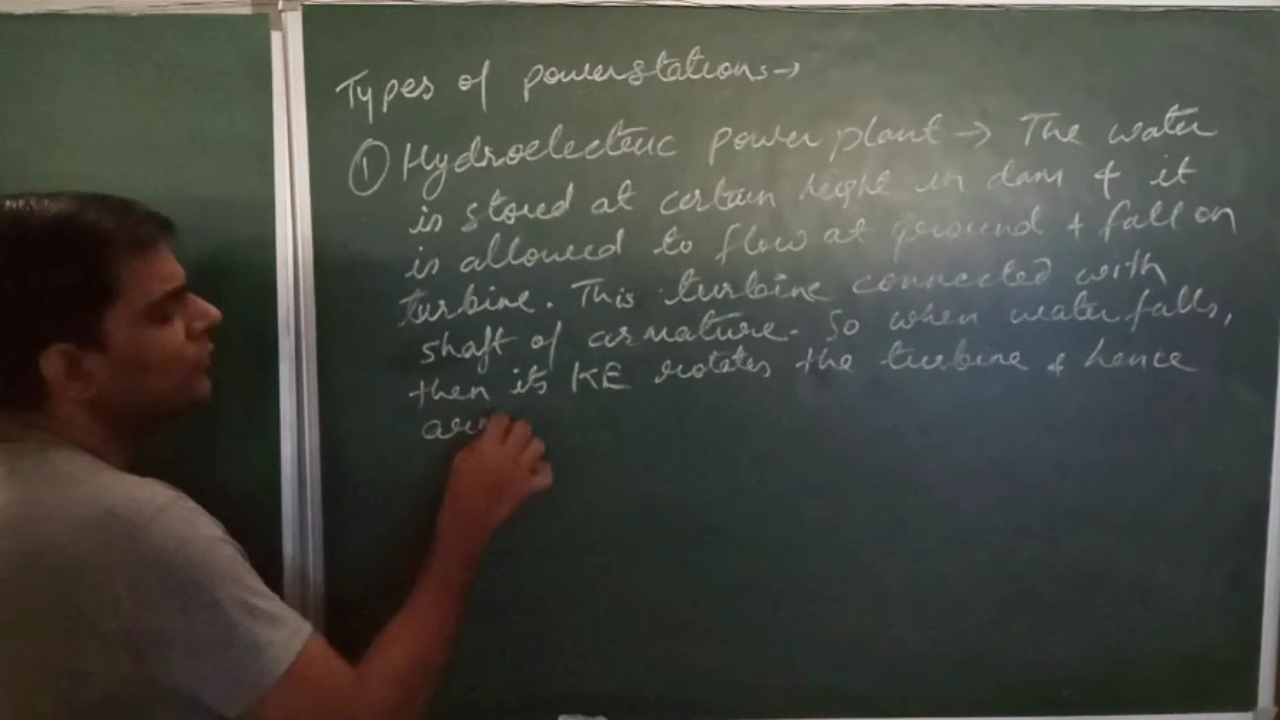 Types of powerstations→
① Hydroelectric power plant → The water
is stored at certain height in dam & it
is allowed to flow at ground & fall on
turbine. This turbine connected with
shaft of armature. So when water falls,
then its KE rotates the turbine & hence